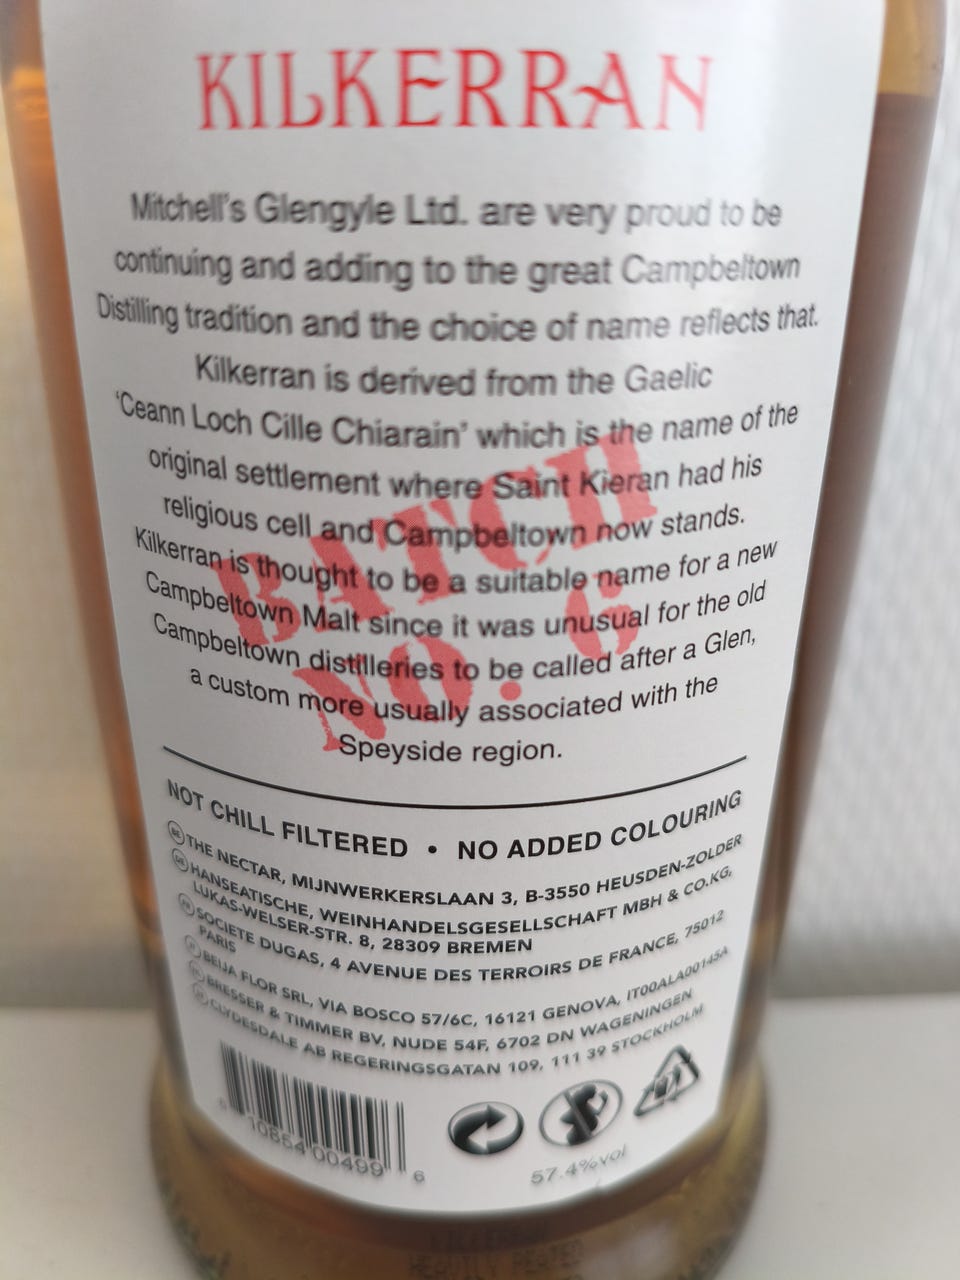 KILKERRAN
Mitchell's Glengyle Ltd. are very proud to be
continuing and adding to the great Campbeltown
Distilling tradition and the choice of name reflects that.
Kilkerran is derived from the Gaelic
'Ceann Loch Cille Chiarain' which is the name of the
original settlement where Saint Kieran had his
religious cell and Campbeltown now stands.
Kilkerran is thought to be a suitable name for a new
Campbeltown Malt since it was unusual for the old
Campbeltown distilleries to be called after a Glen,
a custom more usually associated with the
Speyside region.
BATCH
NO. 6
NOT CHILL FILTERED • NO ADDED COLOURING
BE THE NECTAR, MIJNWERKERSLAAN 3, B-3550 HEUSDEN-ZOLDER
DE HANSEATISCHE, WEINHANDELSGESELLSCHAFT MBH & CO.KG,
LUKAS-WELSER-STR. 8, 28309 BREMEN
SOCIETE DUGAS, 4 AVENUE DES TERROIRS DE FRANCE, 75012
PARIS
BEIJA FLOR SRL, VIA BOSCO 57/6C, 16121 GENOVA, IT00ALA00145A
BRESSER & TIMMER BV, NUDE 54F, 6702 DN WAGENINGEN
CLYDESDALE AB REGERINGSGATAN 109, 111 39 STOCKHOLM
10854 00499 6
57.4%vol
HEAVILY PEATED